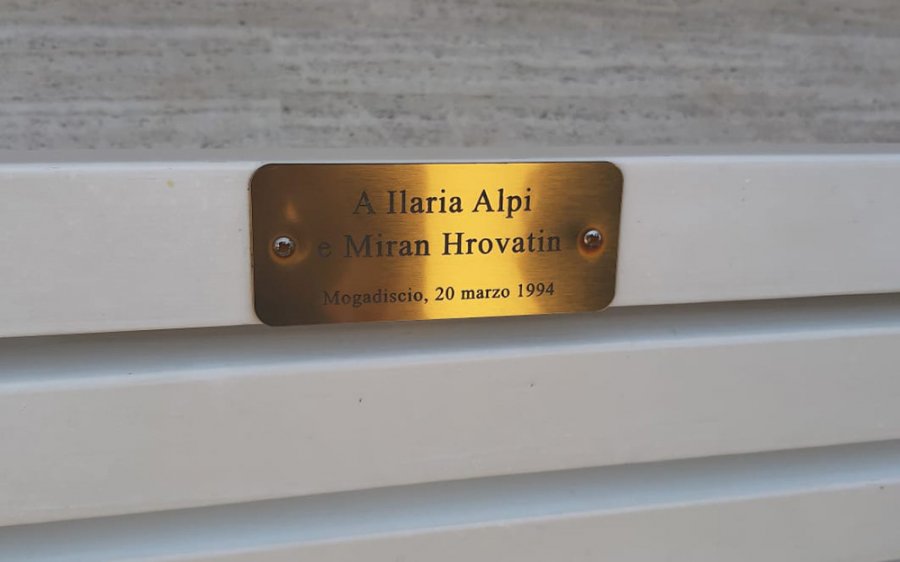 A Ilaria Alpi
e Miran Hrovatin
Mogadiscio, 20 marzo 1994